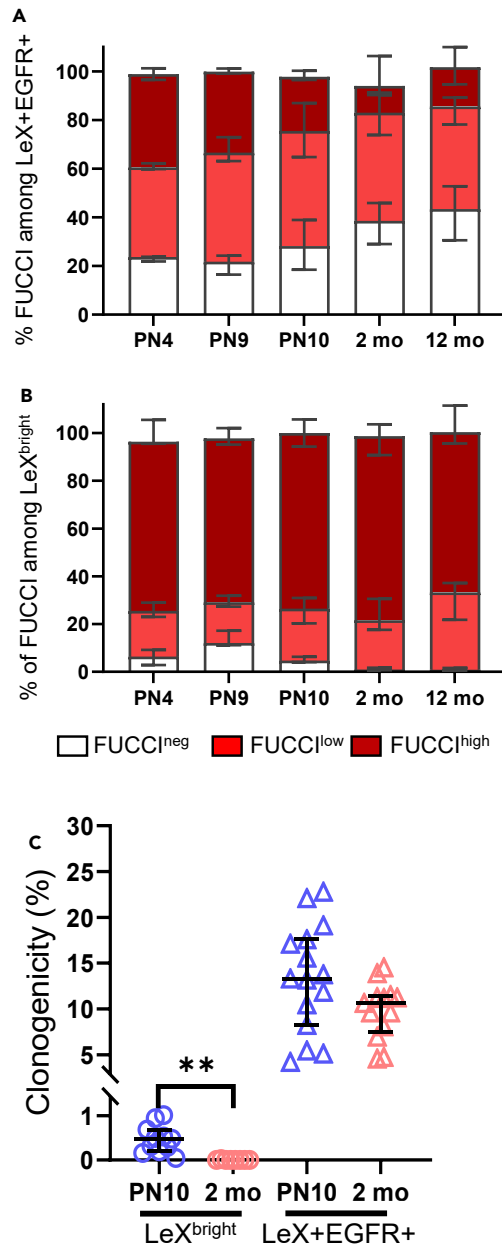 A
% FUCCI among LeX+EGFR+
100
80
60
40
20
0
PN4 PN9 PN10 2 mo 12 mo
B
% of FUCCI among LeXbright
100
80
60
40
20
0
PN4 PN9 PN10 2 mo 12 mo
FUCCIneg FUCCIlow FUCCIhigh
C
Clonogenicity (%)
30
25
20
15
10
5
1
0
**
PN10 2 mo PN10 2 mo
LeXbright LeX+EGFR+